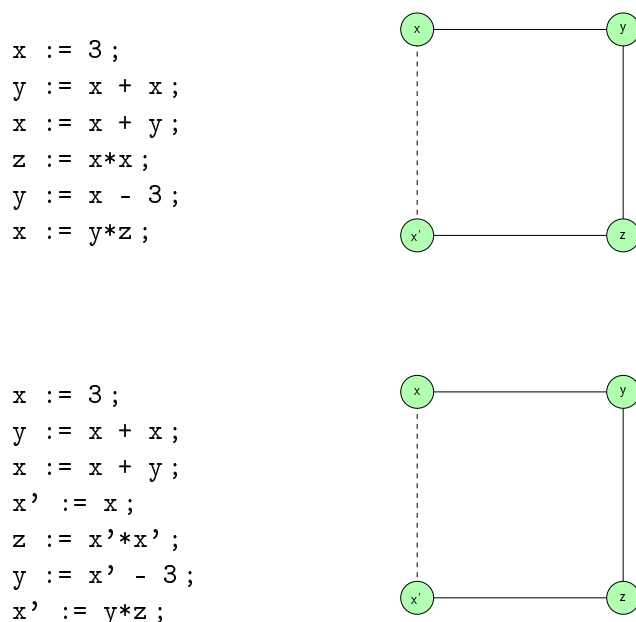 x := 3;
y := x + x;
x := x + y;
z := x*x;
y := x - 3;
x := y*z;
x
y
x'
z
x := 3;
y := x + x;
x := x + y;
x’ := x;
z := x’*x’;
y := x’ - 3;
x’ := y*z;
x
y
x'
z